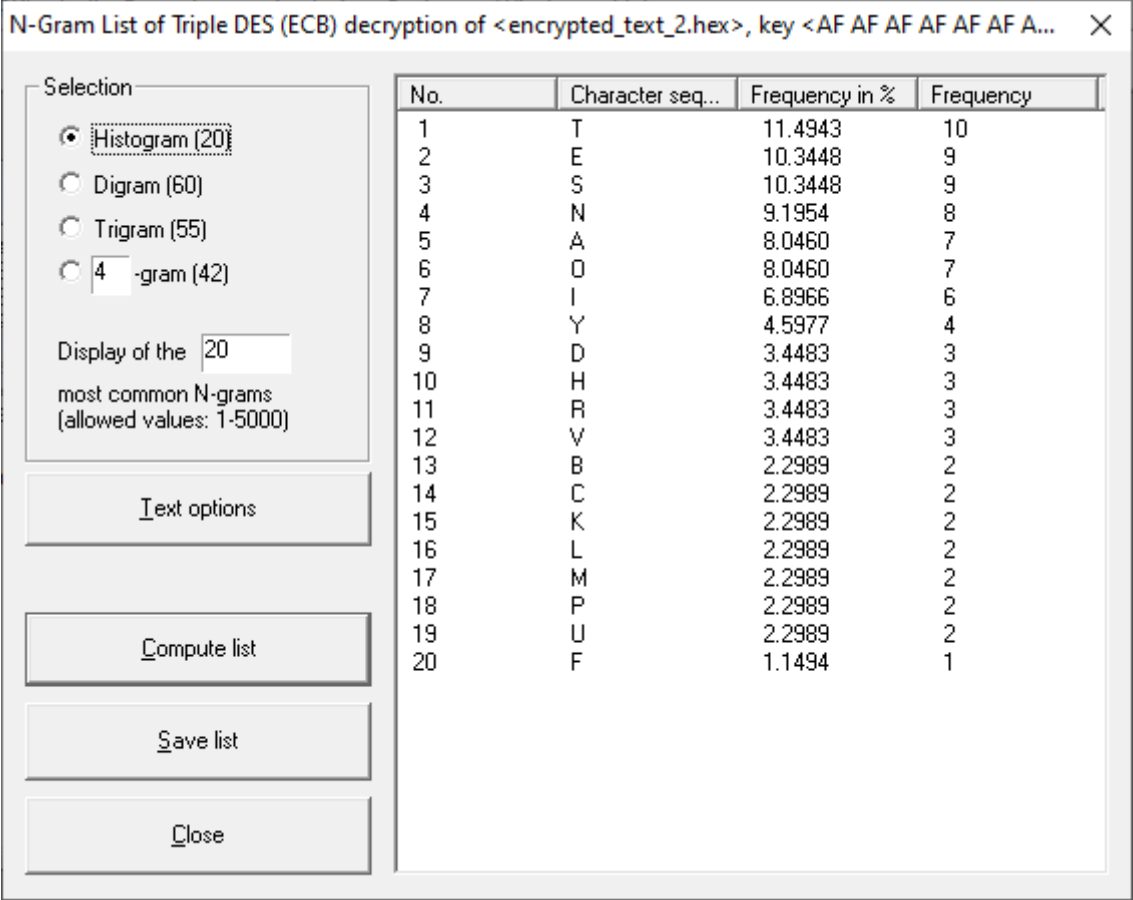 N-Gram List of Triple DES (ECB) decryption of <encrypted_text_2.hex>, key <AF AF AF AF AF AF A...
Selection
Histogram (20)
Digram (60)
Trigram (55)
4 -gram (42)
Display of the 20
most common N-grams
(allowed values: 1-5000)
Text options
Compute list
Save list
Close
No. Character seq... Frequency in % Frequency
1 T 11.4943 10
2 E 10.3448 9
3 S 10.3448 9
4 N 9.1954 8
5 A 8.0460 7
6 O 8.0460 7
7 I 6.8966 6
8 Y 4.5977 4
9 D 3.4483 3
10 H 3.4483 3
11 R 3.4483 3
12 V 3.4483 3
13 B 2.2989 2
14 C 2.2989 2
15 K 2.2989 2
16 L 2.2989 2
17 M 2.2989 2
18 P 2.2989 2
19 U 2.2989 2
20 F 1.1494 1